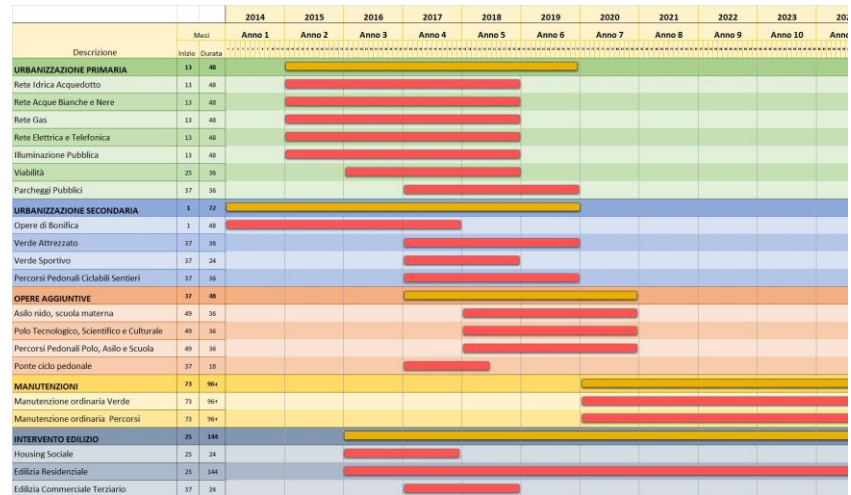 2014 2015 2016 2017 2018 2019 2020 2021 2022 2023
Mesi Anno 1 Anno 2 Anno 3 Anno 4 Anno 5 Anno 6 Anno 7 Anno 8 Anno 9 Anno 10
Descrizione Inizio Durata
URBANIZZAZIONE PRIMARIA 13 48
Rete Idrica Acquedotto 13 48
Rete Acque Bianche e Nere 13 48
Rete Gas 13 48
Rete Elettrica e Telefonica 13 48
Illuminazione Pubblica 13 48
Viabilità 25 36
Parcheggi Pubblici 37 36
URBANIZZAZIONE SECONDARIA 1 72
Opere di Bonifica 1 48
Verde Attrezzato 37 36
Verde Sportivo 37 24
Percorsi Pedonali Ciclabili Sentieri 37 36
OPERE AGGIUNTIVE 37 48
Asilo nido, scuola materna 49 36
Polo Tecnologico, Scientifico e Culturale 49 36
Percorsi Pedonali Polo, Asilo e Scuola 49 36
Ponte ciclo pedonale 37 18
MANUTENZIONI 73 96+
Manutenzione ordinaria Verde 73 96+
Manutenzione ordinaria Percorsi 73 96+
INTERVENTO EDILIZIO 25 144
Housing Sociale 25 24
Edilizia Residenziale 25 144
Edilizia Commerciale Terziario 37 24